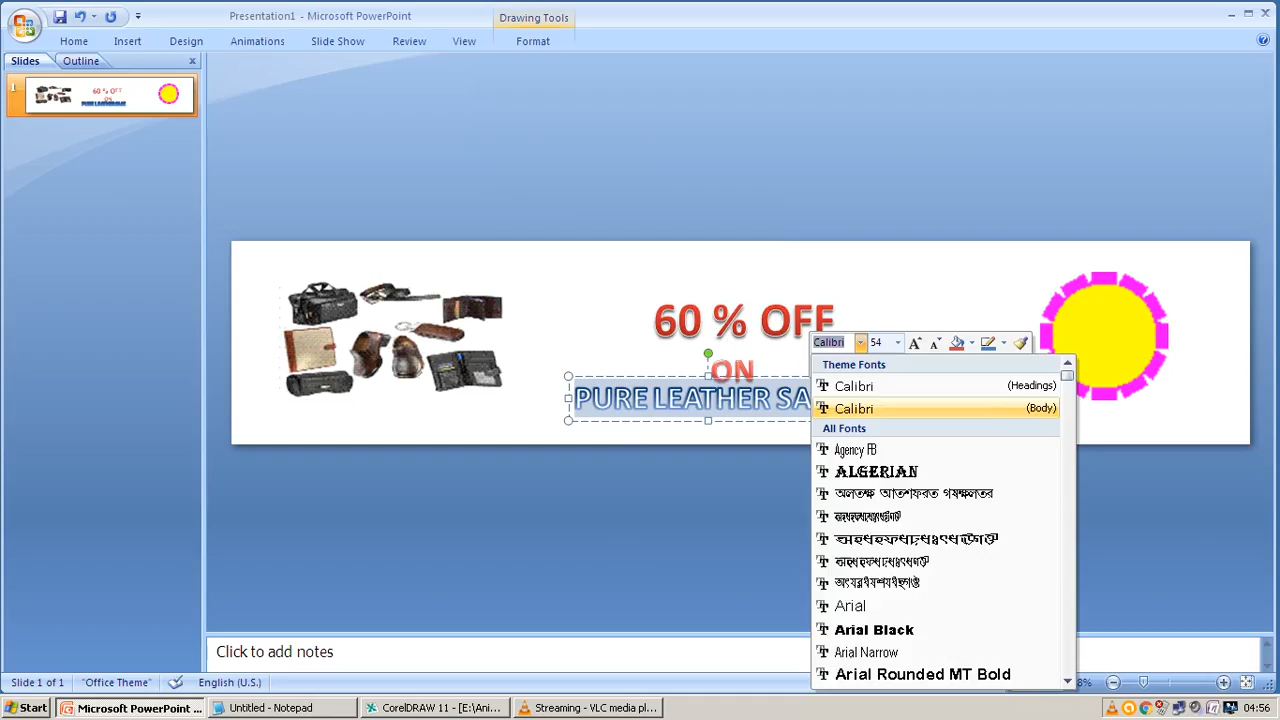 Presentation1 - Microsoft PowerPoint
Drawing Tools
Home
Insert
Design
Animations
Slide Show
Review
View
Format
Slides
Outline
1
60 % OFF
ON
PURE LEATHER SA
Calibri
54
Theme Fonts
Calibri
(Headings)
Calibri
(Body)
All Fonts
Agency FB
ALGERIAN
Arial
Arial Black
Arial Narrow
Arial Rounded MT Bold
Click to add notes
Slide 1 of 1
"Office Theme"
English (U.S.)
Start
Microsoft PowerPoint ...
Untitled - Notepad
CorelDRAW 11 - [E:\Ani...
Streaming - VLC media pl...
04:56